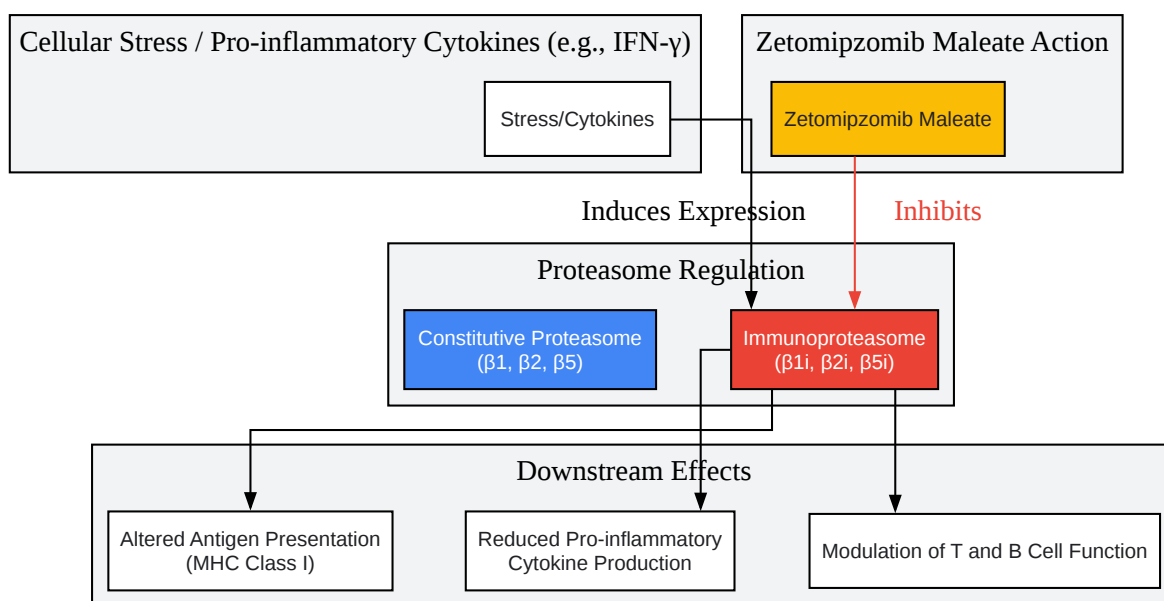 Cellular Stress / Pro-inflammatory Cytokines (e.g., IFN-γ)
Zetomipzomib Maleate Action
Stress/Cytokines
Zetomipzomib Maleate
Induces Expression
Inhibits
Proteasome Regulation
Constitutive Proteasome
(β1, β2, β5)
Immunoproteasome
(β1i, β2i, β5i)
Downstream Effects
Altered Antigen Presentation
(MHC Class I)
Reduced Pro-inflammatory
Cytokine Production
Modulation of T and B Cell Function